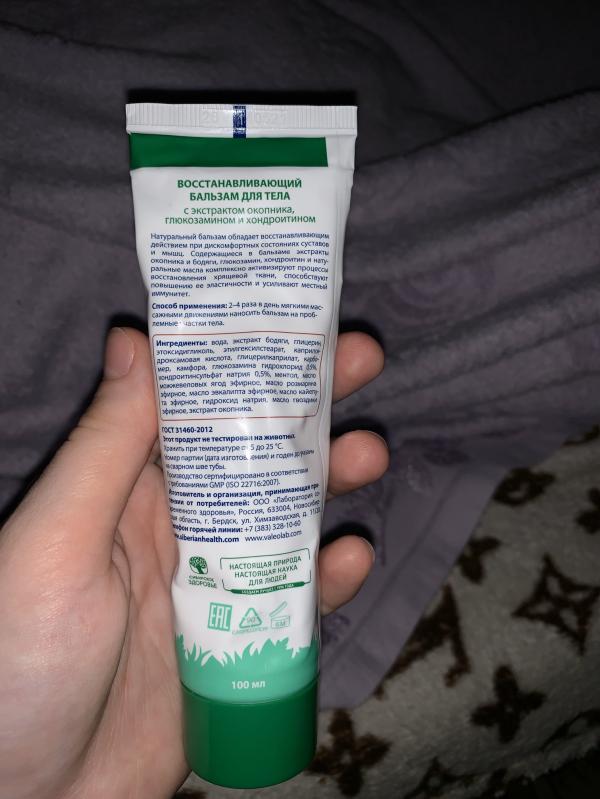 ВОССТАНАВЛИВАЮЩИЙ
БАЛЬЗАМ ДЛЯ ТЕЛА
с экстрактом окопника,
глюкозамином и хондроитином
Натуральный бальзам обладает восстанавливающим
действием при дискомфортных состояниях суставов
и мышц. Содержащиеся в бальзаме экстракты
окопника и бодяги, глюкозамин, хондроитин и нату-
ральные масла комплексно активизируют процессы
восстановления хрящевой ткани, способствуют
повышению ее эластичности и усиливают местный
иммунитет.
Способ применения: 2–4 раза в день мягкими мас-
сажными движениями наносить бальзам на проб-
лемные участки тела.
Ингредиенты: вода, экстракт бодяги, глицерин,
этоксидигликоль, этилгексилстеарат, каприлог-
дроксамовая кислота, глицерилкаприлат, карбо-
мер, камфора, глюкозамина гидрохлорид 0,5%,
хондроитинсульфат натрия 0,5%, ментол, масло
можжевеловых ягод эфирное, масло розмарина
эфирное, масло эвкалипта эфирное, масло кайепу-
та эфирное, гидроксид натрия, масло гвоздики
эфирное, экстракт окопника.
ГОСТ 31460-2012
Этот продукт не тестирован на животных.
Хранить при температуре от 5 до 25 °С.
Номер партии (дата изготовления) и годен до указаны
на сварном шве тубы.
Производство сертифицировано в соответствии
с требованиями GMP (ISO 22716:2007).
Изготовитель и организация, принимающая пре-
тензии от потребителей: ООО «Лаборатория со-
временного здоровья», Россия, 633004, Новосибир-
ская область, г. Бердск, ул. Химзаводская, д.
Телефон горячей линии: +7 (383) 328-10-60
www.siberianhealth.com www.valeolab.com
СИБИРСКОЕ
ЗДОРОВЬЕ
НАСТОЯЩАЯ ПРИРОДА
НАСТОЯЩАЯ НАУКА
ДЛЯ ЛЮДЕЙ
EAC
90
6М
100 мл